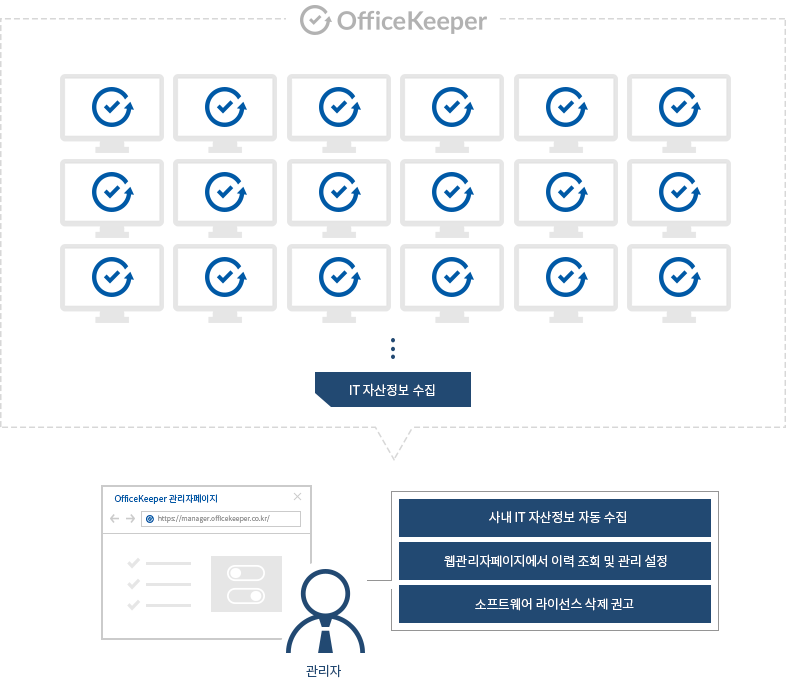 OfficeKeeper
IT 자산정보 수집
OfficeKeeper 관리자페이지
https://manager.officekeeper.co.kr/
사내 IT 자산정보 자동 수집
웹관리자페이지에서 이력 조회 및 관리 설정
소프트웨어 라이선스 삭제 권고
관리자